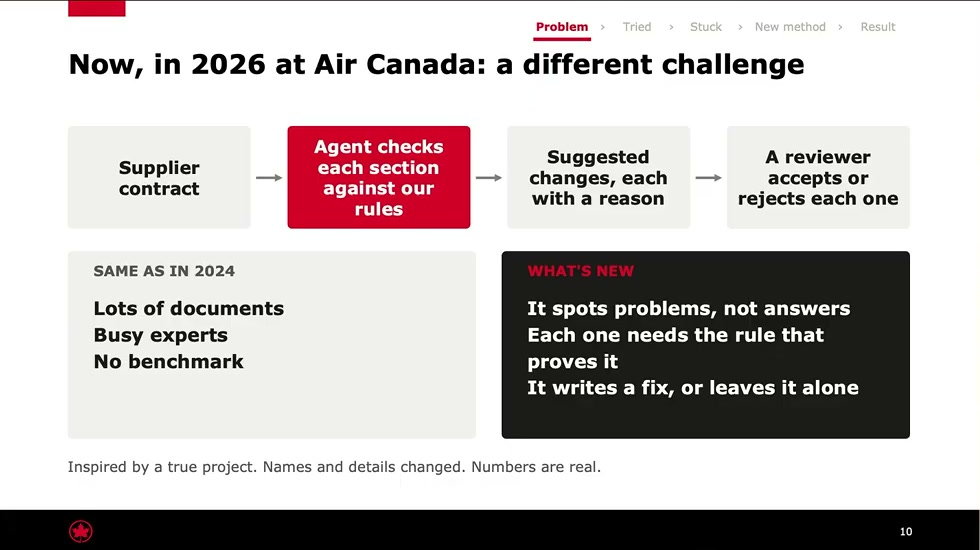 Problem › Tried › Stuck › New method › Result
Now, in 2026 at Air Canada: a different challenge
Supplier
contract
Agent checks
each section
against our
rules
Suggested
changes, each
with a reason
A reviewer
accepts or
rejects each one
SAME AS IN 2024
Lots of documents
Busy experts
No benchmark
WHAT'S NEW
It spots problems, not answers
Each one needs the rule that
proves it
It writes a fix, or leaves it alone
Inspired by a true project. Names and details changed. Numbers are real.
10